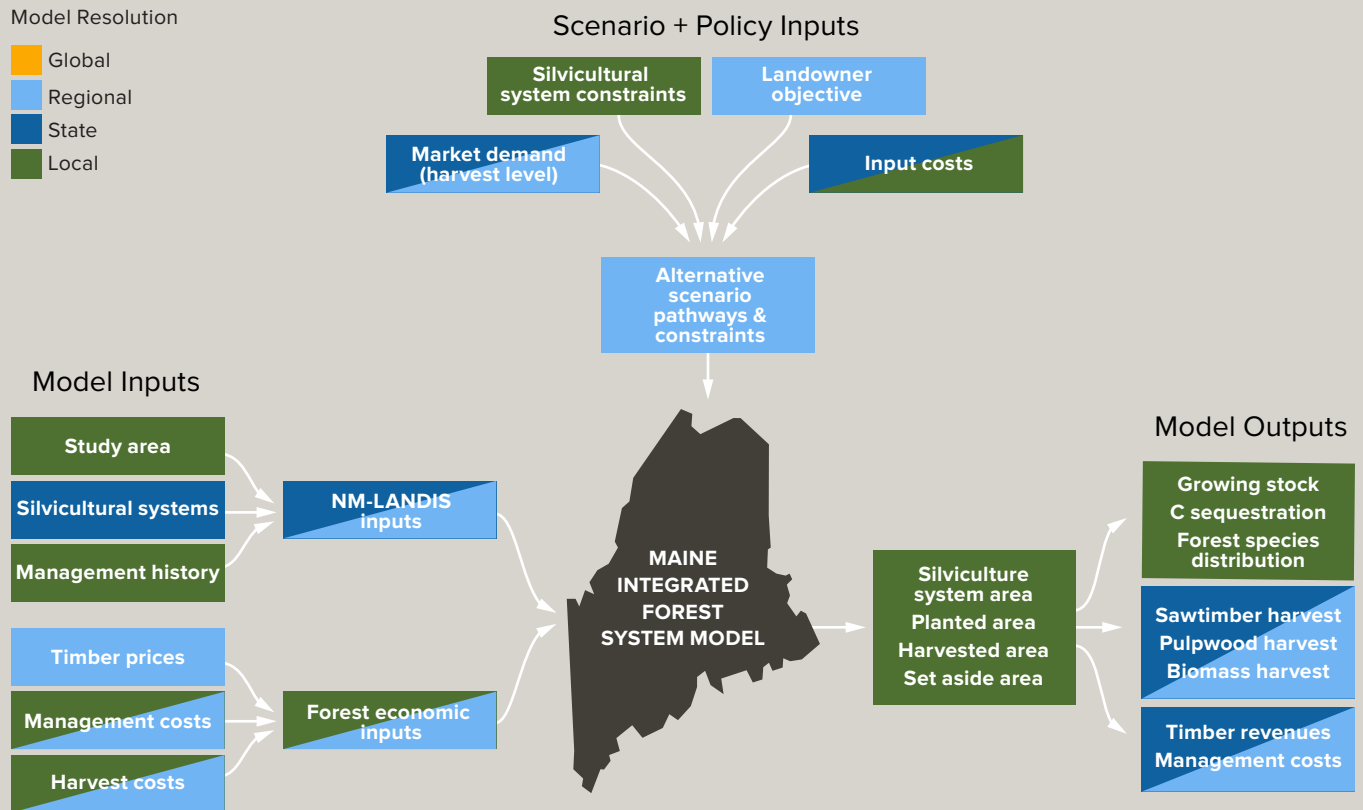 Model Resolution
Global
Regional
State
Local
Scenario + Policy Inputs
Silvicultural
system constraints
Landowner
objective
Market demand
(harvest level)
Input costs
Alternative
scenario
pathways &
constraints
Model Inputs
Study area
Silvicultural systems
Management history
NM-LANDIS
inputs
Timber prices
Management costs
Harvest costs
Forest economic
inputs
MAINE
INTEGRATED
FOREST
SYSTEM MODEL
Silviculture
system area
Planted area
Harvested area
Set aside area
Model Outputs
Growing stock
C sequestration
Forest species
distribution
Sawtimber harvest
Pulpwood harvest
Biomass harvest
Timber revenues
Management costs